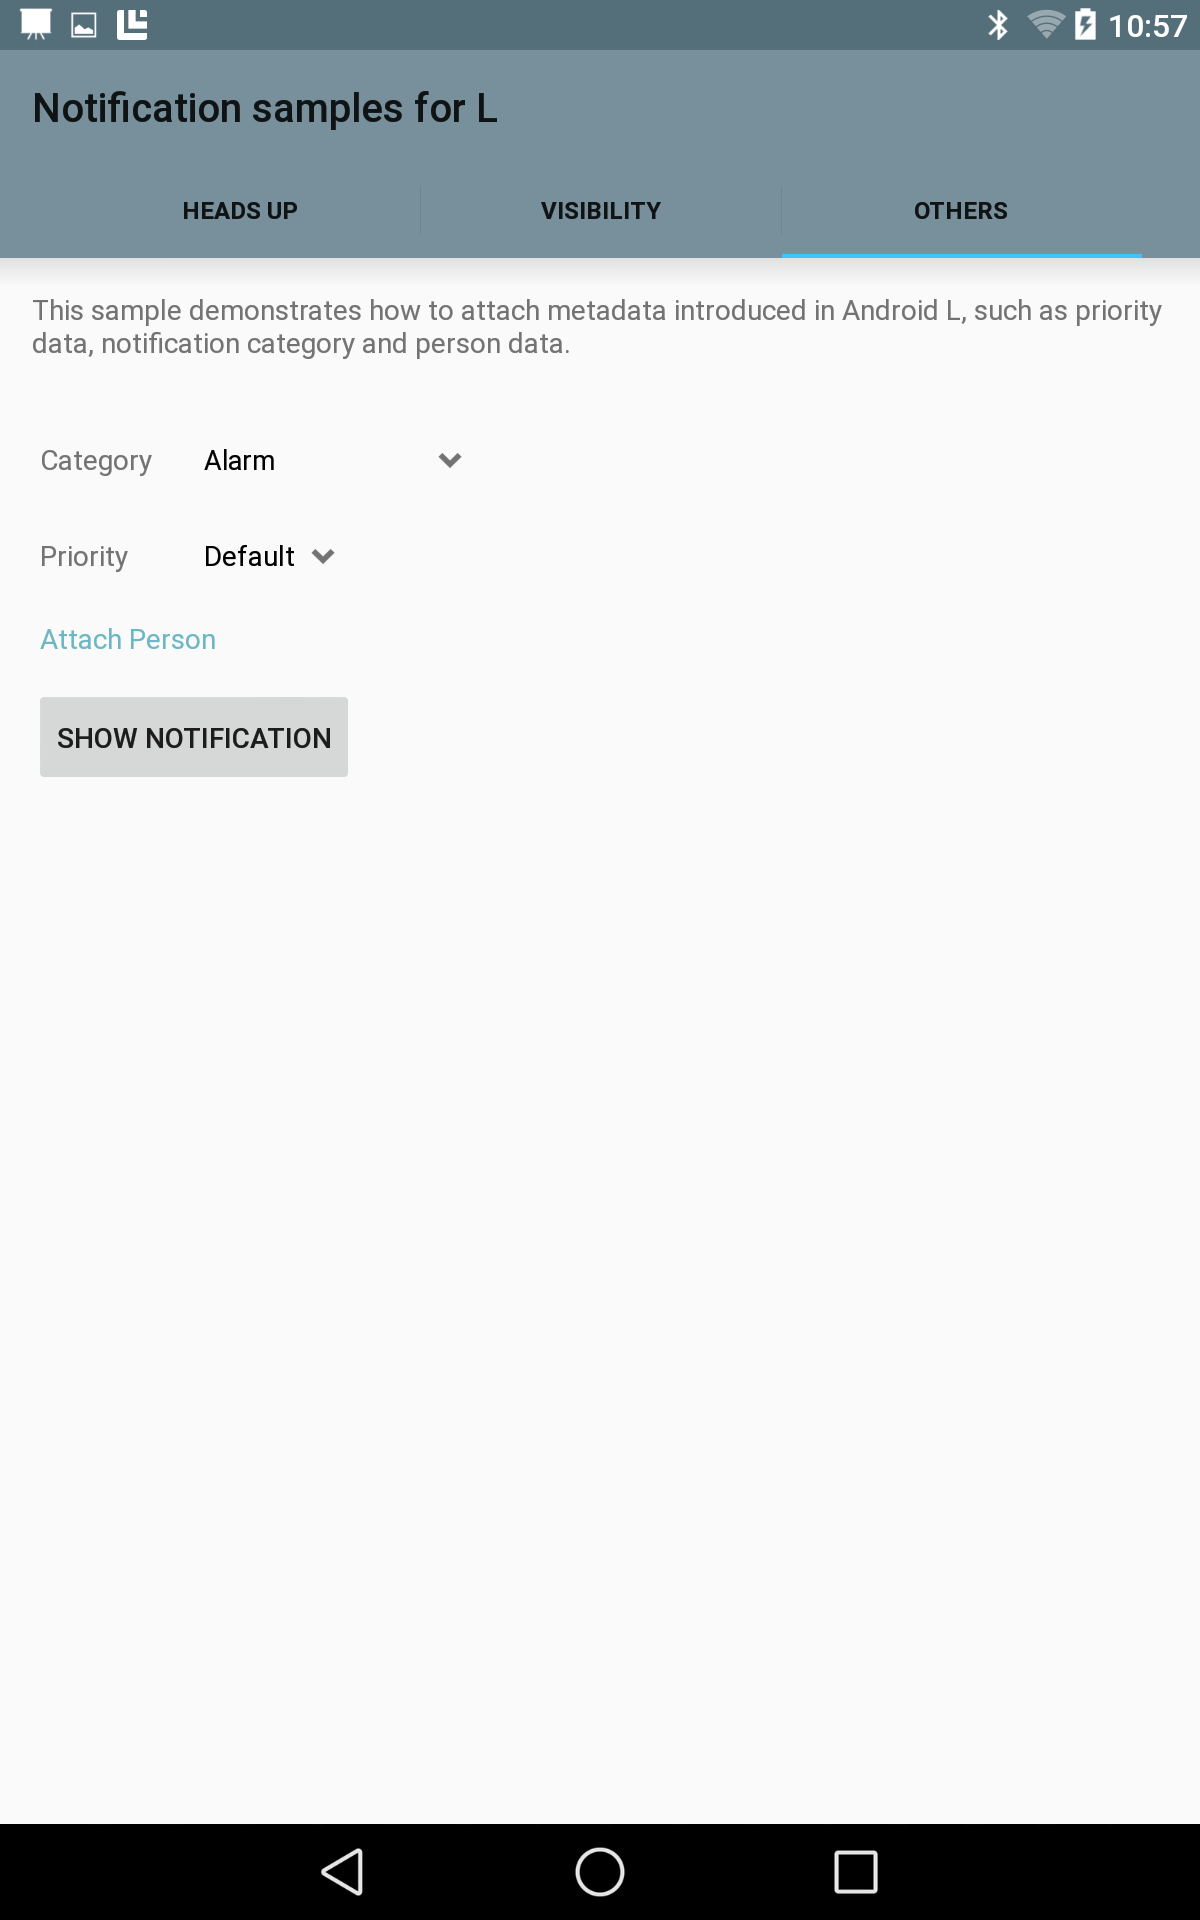 10:57
Notification samples for L
HEADS UP
VISIBILITY
OTHERS
This sample demonstrates how to attach metadata introduced in Android L, such as priority
data, notification category and person data.
Category Alarm
Priority Default
Attach Person
SHOW NOTIFICATION